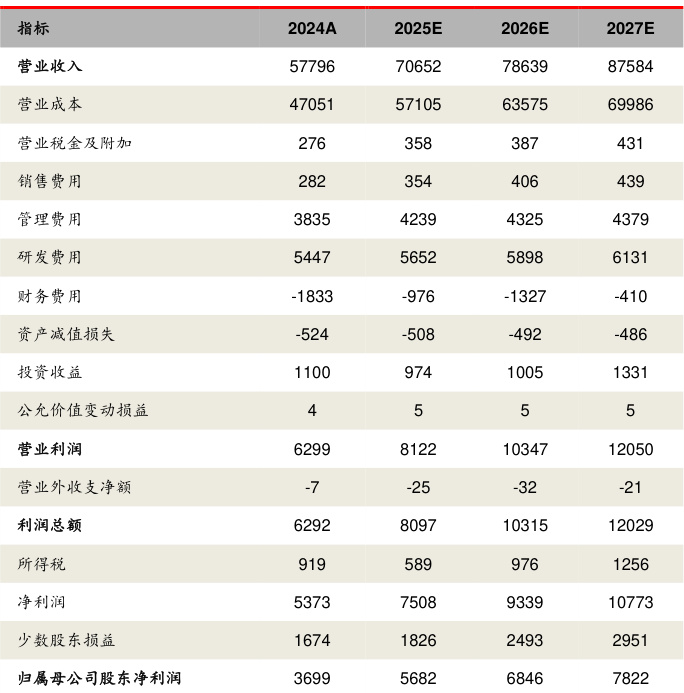 指标 2024A 2025E 2026E 2027E
营业收入 57796 70652 78639 87584
营业成本 47051 57105 63575 69986
营业税金及附加 276 358 387 431
销售费用 282 354 406 439
管理费用 3835 4239 4325 4379
研发费用 5447 5652 5898 6131
财务费用 -1833 -976 -1327 -410
资产减值损失 -524 -508 -492 -486
投资收益 1100 974 1005 1331
公允价值变动损益 4 5 5 5
营业利润 6299 8122 10347 12050
营业外收支净额 -7 -25 -32 -21
利润总额 6292 8097 10315 12029
所得税 919 589 976 1256
净利润 5373 7508 9339 10773
少数股东损益 1674 1826 2493 2951
归属母公司股东净利润 3699 5682 6846 7822